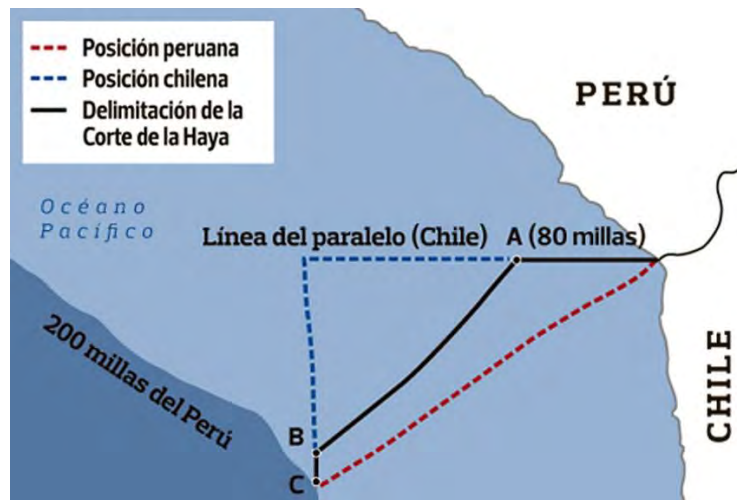 Posición peruana
Posición chilena
Delimitación de la
Corte de la Haya
PERÚ
Océano
Pacífico
Línea del paralelo (Chile)
A (80 millas)
200 millas del Perú
CHILE
B
C